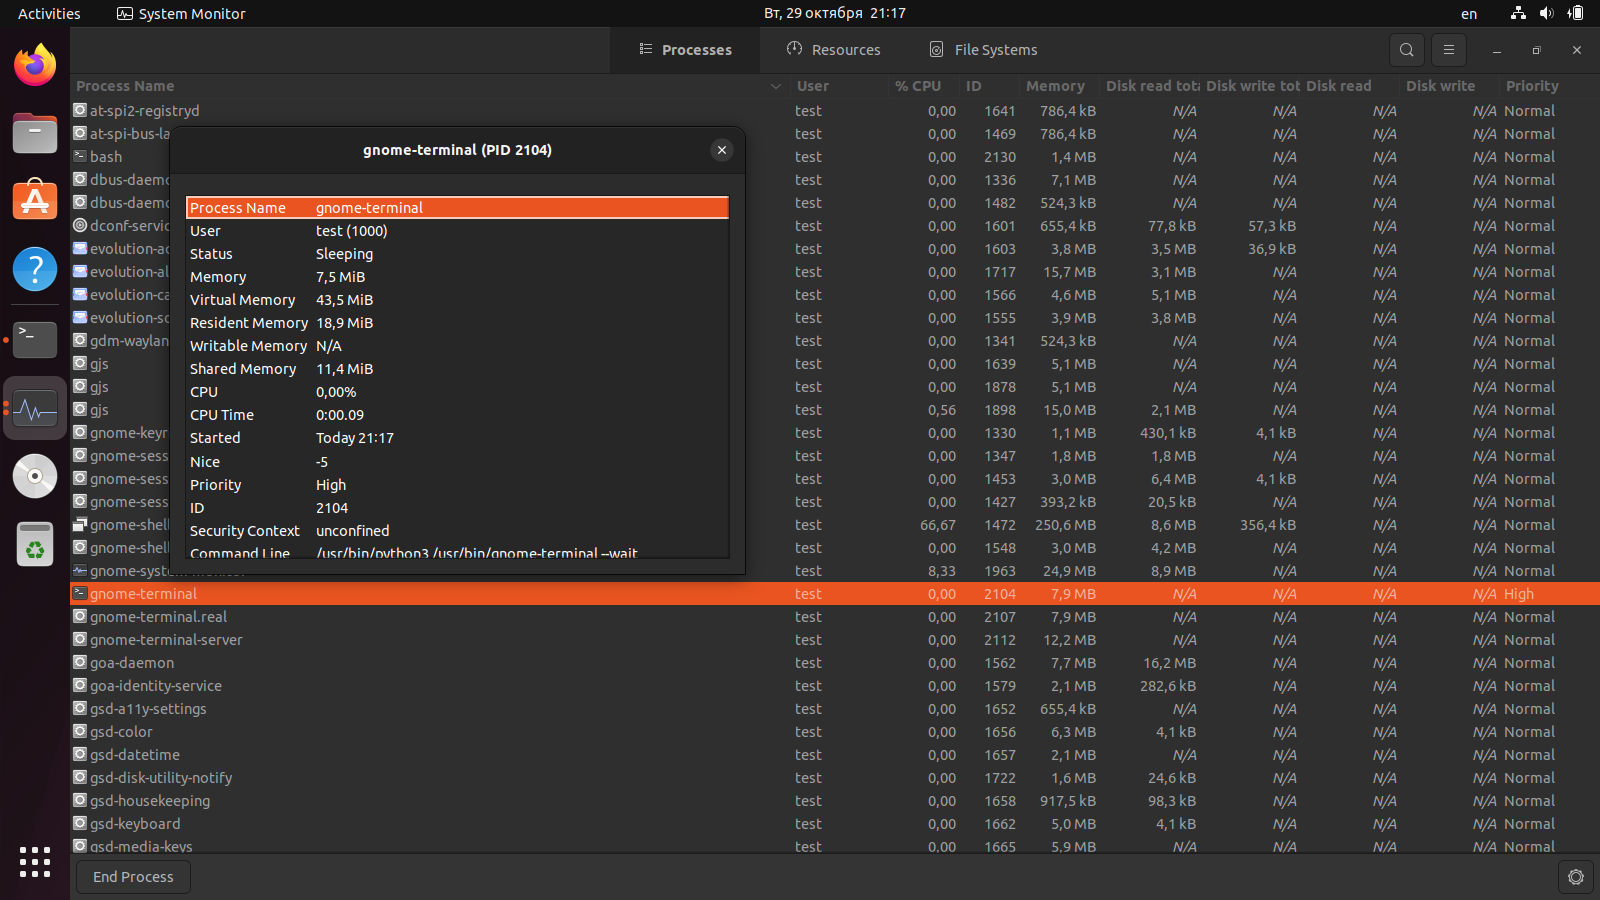 Activities System Monitor Вт, 29 октября 21:17 en
Processes Resources File Systems
Process Name User % CPU ID Memory Disk read tota Disk write tot Disk read Disk write Priority
at-spi2-registryd test 0,00 1641 786,4 kB N/A N/A N/A N/A Normal
at-spi-bus-la test 0,00 1469 786,4 kB N/A N/A N/A N/A Normal
bash test 0,00 2130 1,4 MB N/A N/A N/A N/A Normal
dbus-daemo test 0,00 1336 7,1 MB N/A N/A N/A N/A Normal
dbus-daemo test 0,00 1482 524,3 kB N/A N/A N/A N/A Normal
dconf-servic test 0,00 1601 655,4 kB 77,8 kB 57,3 kB N/A N/A Normal
evolution-ad test 0,00 1603 3,8 MB 3,5 MB 36,9 kB N/A N/A Normal
evolution-al test 0,00 1717 15,7 MB 3,1 MB N/A N/A N/A Normal
evolution-ca test 0,00 1566 4,6 MB 5,1 MB N/A N/A N/A Normal
evolution-so test 0,00 1555 3,9 MB 3,8 MB N/A N/A N/A Normal
gdm-waylan test 0,00 1341 524,3 kB N/A N/A N/A N/A Normal
gjs test 0,00 1639 5,1 MB N/A N/A N/A N/A Normal
gjs test 0,00 1878 5,1 MB N/A N/A N/A N/A Normal
gjs test 0,56 1898 15,0 MB 2,1 MB N/A N/A N/A Normal
gnome-keyr test 0,00 1330 1,1 MB 430,1 kB 4,1 kB N/A N/A Normal
gnome-sess test 0,00 1347 1,8 MB 1,8 MB N/A N/A N/A Normal
gnome-sess test 0,00 1453 3,0 MB 6,4 MB 4,1 kB N/A N/A Normal
gnome-sess test 0,00 1427 393,2 kB 20,5 kB N/A N/A N/A Normal
gnome-shell test 66,67 1472 250,6 MB 8,6 MB 356,4 kB N/A N/A Normal
gnome-shell test 0,00 1548 3,0 MB 4,2 MB N/A N/A N/A Normal
gnome-system-monitor test 8,33 1963 24,9 MB 8,9 MB N/A N/A N/A Normal
gnome-terminal test 0,00 2104 7,9 MB N/A N/A N/A N/A High
gnome-terminal.real test 0,00 2107 7,9 MB N/A N/A N/A N/A Normal
gnome-terminal-server test 0,00 2112 12,2 MB N/A N/A N/A N/A Normal
goa-daemon test 0,00 1562 7,7 MB 16,2 MB N/A N/A N/A Normal
goa-identity-service test 0,00 1579 2,1 MB 282,6 kB N/A N/A N/A Normal
gsd-a11y-settings test 0,00 1652 655,4 kB N/A N/A N/A N/A Normal
gsd-color test 0,00 1656 6,3 MB 4,1 kB N/A N/A N/A Normal
gsd-datetime test 0,00 1657 2,1 MB N/A N/A N/A N/A Normal
gsd-disk-utility-notify test 0,00 1722 1,6 MB 24,6 kB N/A N/A N/A Normal
gsd-housekeeping test 0,00 1658 917,5 kB 98,3 kB N/A N/A N/A Normal
gsd-keyboard test 0,00 1662 5,0 MB 4,1 kB N/A N/A N/A Normal
gsd-media-keys test 0,00 1665 5,9 MB N/A N/A N/A N/A Normal
End Process
gnome-terminal (PID 2104)
Process Name gnome-terminal
User test (1000)
Status Sleeping
Memory 7,5 MiB
Virtual Memory 43,5 MiB
Resident Memory 18,9 MiB
Writable Memory N/A
Shared Memory 11,4 MiB
CPU 0,00%
CPU Time 0:00.09
Started Today 21:17
Nice -5
Priority High
ID 2104
Security Context unconfined
Command Line /usr/bin/python3 /usr/bin/gnome-terminal --wait